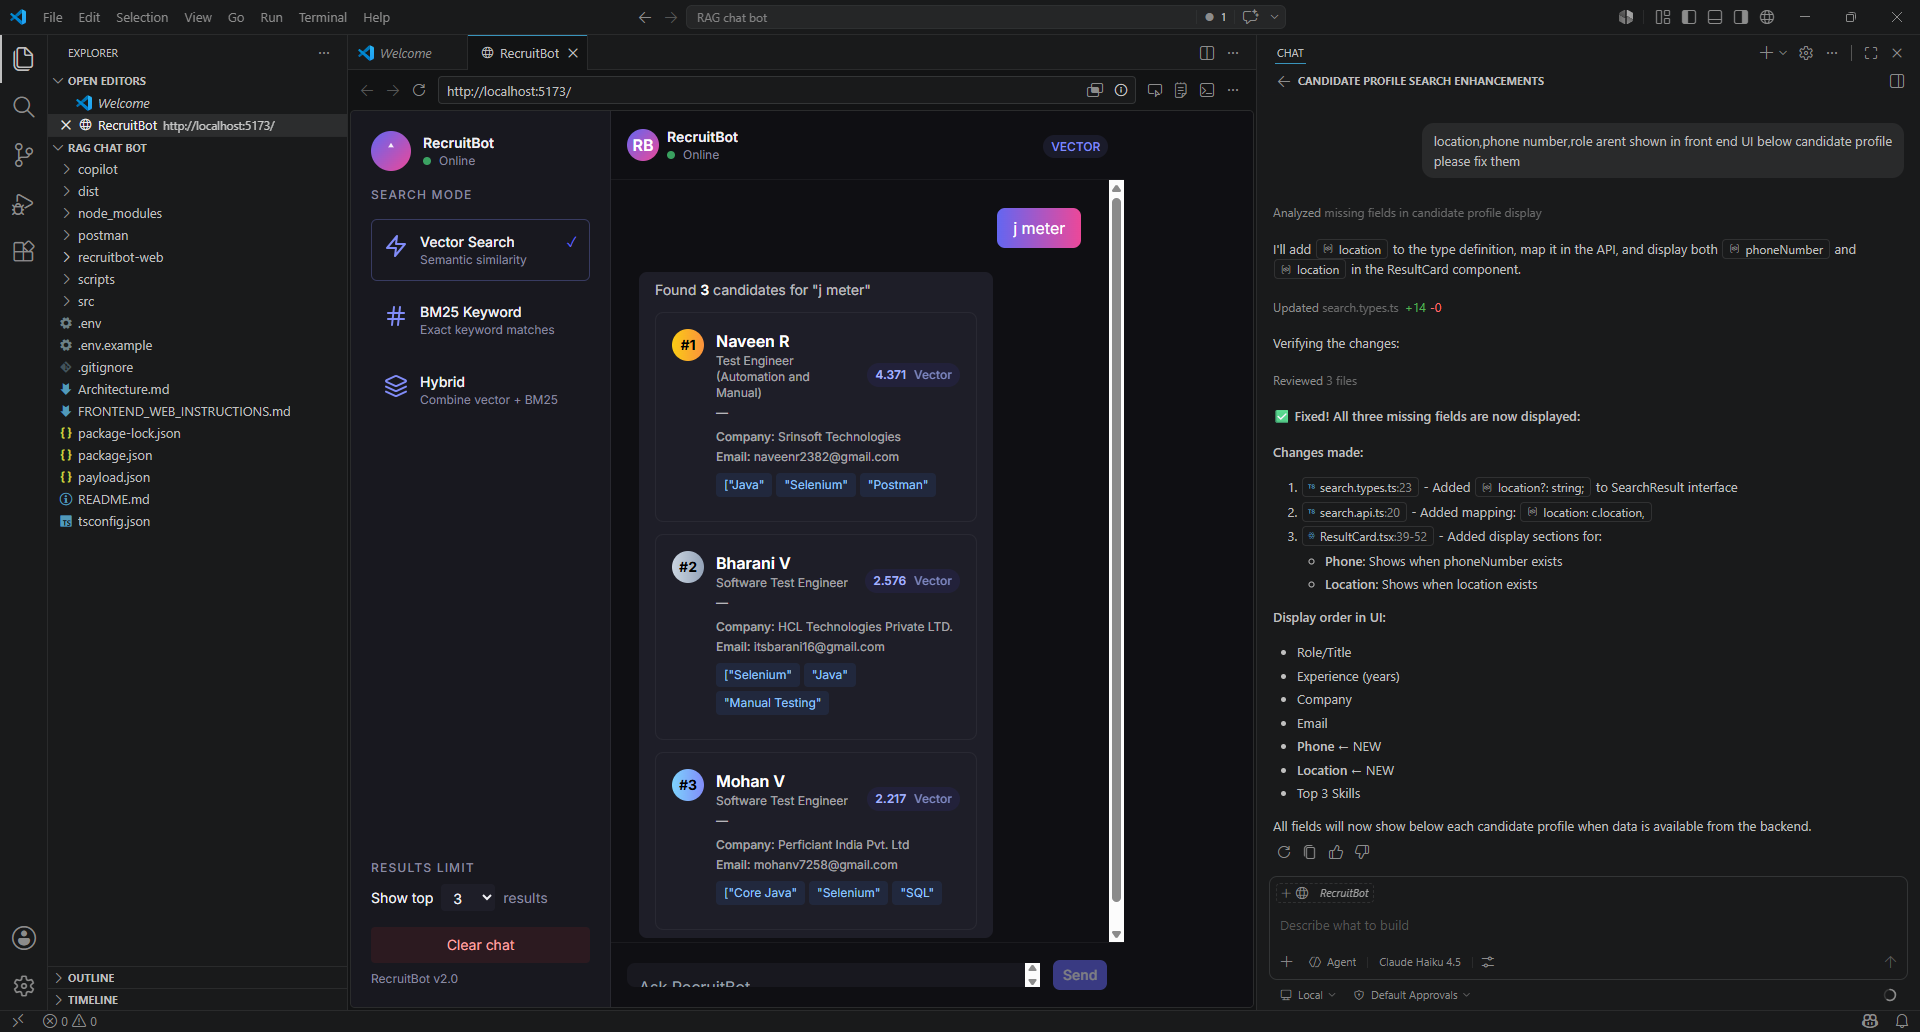 File Edit Selection View Go Run Terminal Help
RAG chat bot
1
EXPLORER
OPEN EDITORS
Welcome
RecruitBot http://localhost:5173/
RAG CHAT BOT
copilot
dist
node_modules
postman
recruitbot-web
scripts
src
.env
.env.example
.gitignore
Architecture.md
FRONTEND_WEB_INSTRUCTIONS.md
package-lock.json
package.json
payload.json
README.md
tsconfig.json
OUTLINE
TIMELINE
0 0
Welcome
RecruitBot
http://localhost:5173/
RecruitBot
Online
SEARCH MODE
Vector Search
Semantic similarity
BM25 Keyword
Exact keyword matches
Hybrid
Combine vector + BM25
RESULTS LIMIT
Show top 3 results
Clear chat
RecruitBot v2.0
RB
RecruitBot
Online
VECTOR
j meter
Found 3 candidates for "j meter"
#1
Naveen R
Test Engineer
(Automation and
Manual)
4.371 Vector
—
Company: Srinsoft Technologies
Email: naveenr2382@gmail.com
["Java" "Selenium" "Postman"
#2
Bharani V
Software Test Engineer
2.576 Vector
—
Company: HCL Technologies Private LTD.
Email: itsbarani16@gmail.com
["Selenium" "Java"
"Manual Testing"
#3
Mohan V
Software Test Engineer
2.217 Vector
—
Company: Perficiant India Pvt. Ltd
Email: mohanv7258@gmail.com
["Core Java" "Selenium" "SQL"
Ask RecruitBot
Send
CHAT
CANDIDATE PROFILE SEARCH ENHANCEMENTS
location,phone number,role arent shown in front end UI below candidate profile
please fix them
Analyzed missing fields in candidate profile display
I'll add location to the type definition, map it in the API, and display both phoneNumber and
location in the ResultCard component.
Updated search.types.ts +14 -0
Verifying the changes:
Reviewed 3 files
✅ Fixed! All three missing fields are now displayed:
Changes made:
1. search.types.ts:23 - Added location?: string; to SearchResult interface
2. search.api.ts:20 - Added mapping: location: c.location,
3. ResultCard.tsx:39-52 - Added display sections for:
Phone: Shows when phoneNumber exists
Location: Shows when location exists
Display order in UI:
Role/Title
Experience (years)
Company
Email
Phone ← NEW
Location ← NEW
Top 3 Skills
All fields will now show below each candidate profile when data is available from the backend.
RecruitBot
Describe what to build
Agent Claude Haiku 4.5
Local Default Approvals